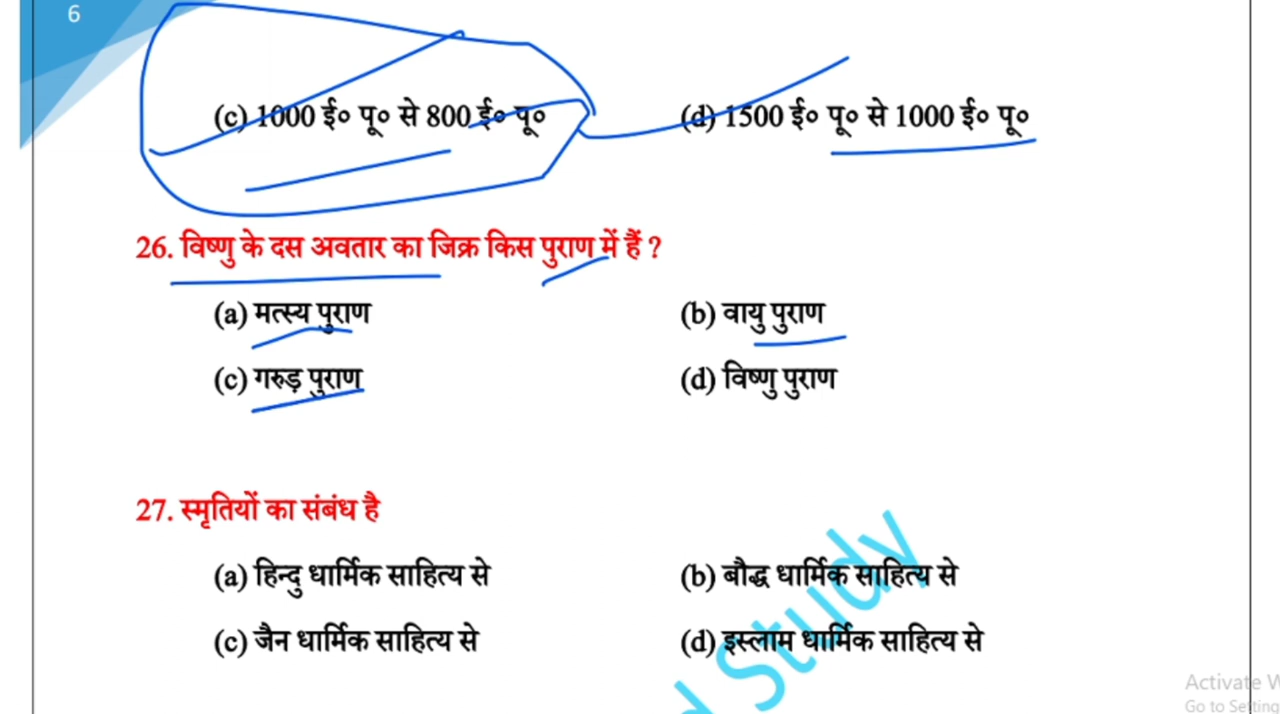 6
(c) 1000 ई० पू० से 800 ई० पू० (d) 1500 ई० पू० से 1000 ई० पू०
26. विष्णु के दस अवतार का जिक्र किस पुराण में हैं ?
(a) मत्स्य पुराण (b) वायु पुराण
(c) गरुड़ पुराण (d) विष्णु पुराण
27. स्मृतियों का संबंध है
(a) हिन्दु धार्मिक साहित्य से (b) बौद्ध धार्मिक साहित्य से
(c) जैन धार्मिक साहित्य से (d) इस्लाम धार्मिक साहित्य से
Study
Activate
Go to Setting